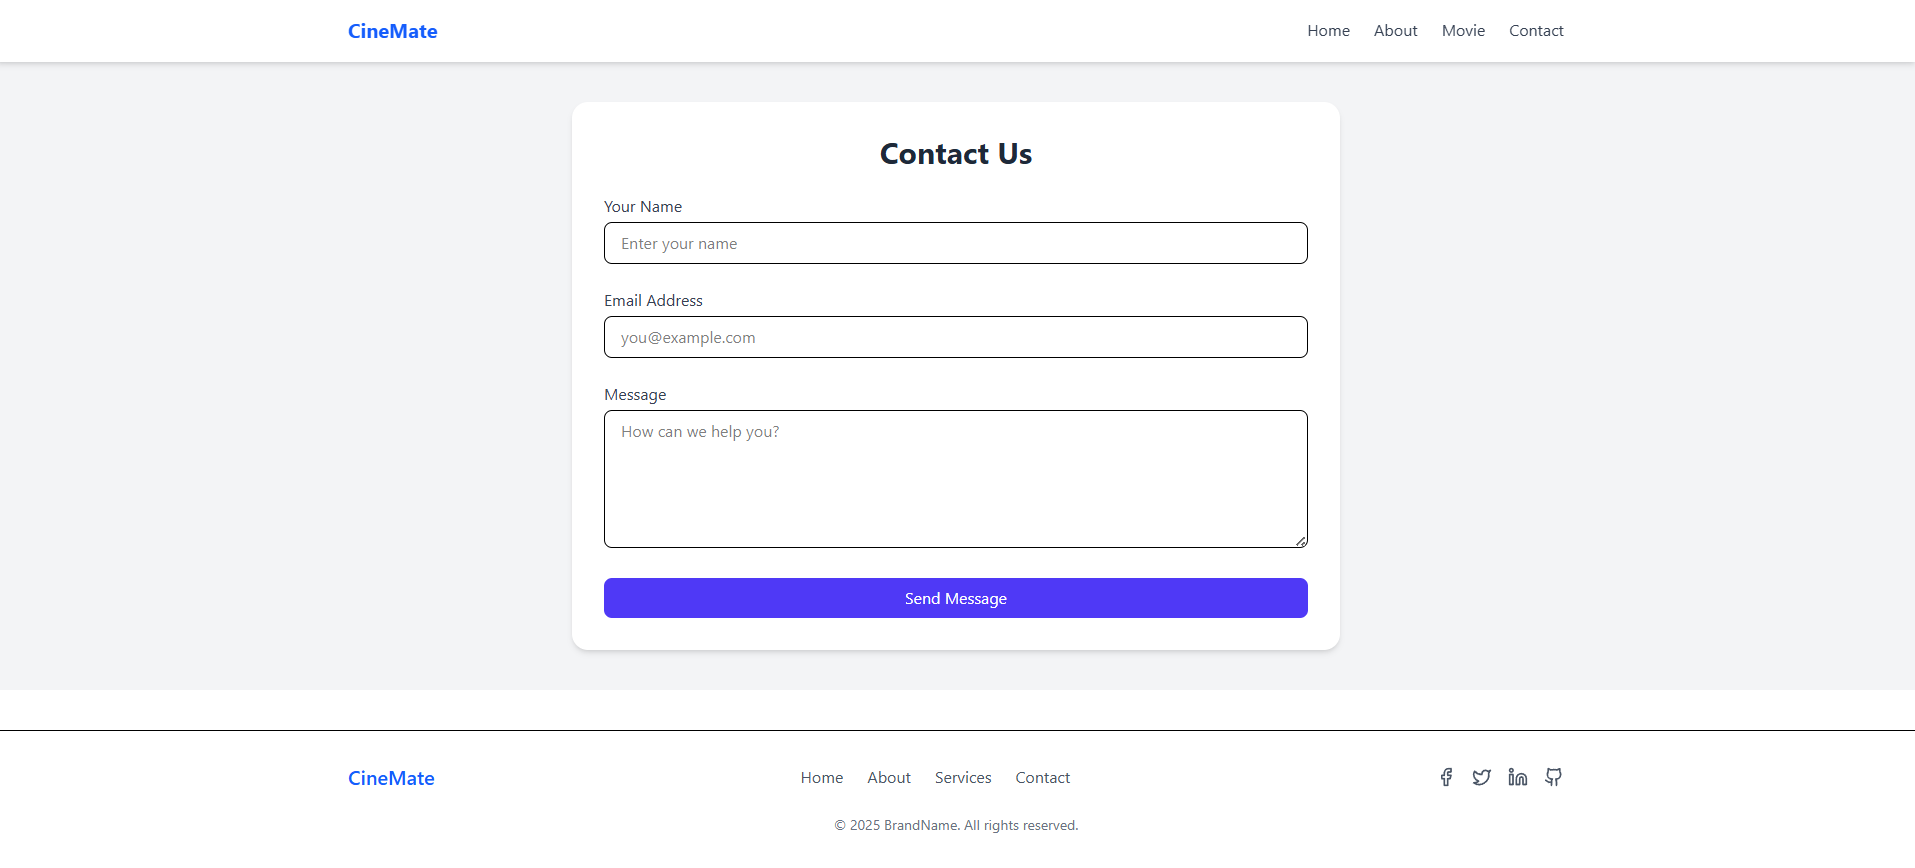 CineMate Home About Movie Contact
Contact Us
Your Name
Enter your name
Email Address
you@example.com
Message
How can we help you?
Send Message
CineMate Home About Services Contact
© 2025 BrandName. All rights reserved.